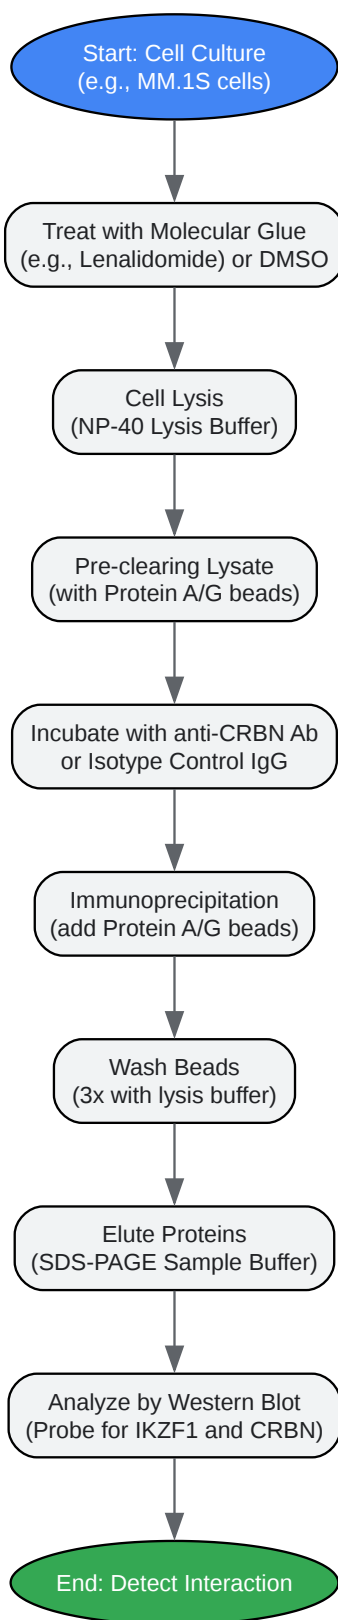 Start: Cell Culture
(e.g., MM.1S cells)
Treat with Molecular Glue
(e.g., Lenalidomide) or DMSO
Cell Lysis
(NP-40 Lysis Buffer)
Pre-clearing Lysate
(with Protein A/G beads)
Incubate with anti-CRBN Ab
or Isotype Control IgG
Immunoprecipitation
(add Protein A/G beads)
Wash Beads
(3x with lysis buffer)
Elute Proteins
(SDS-PAGE Sample Buffer)
Analyze by Western Blot
(Probe for IKZF1 and CRBN)
End: Detect Interaction